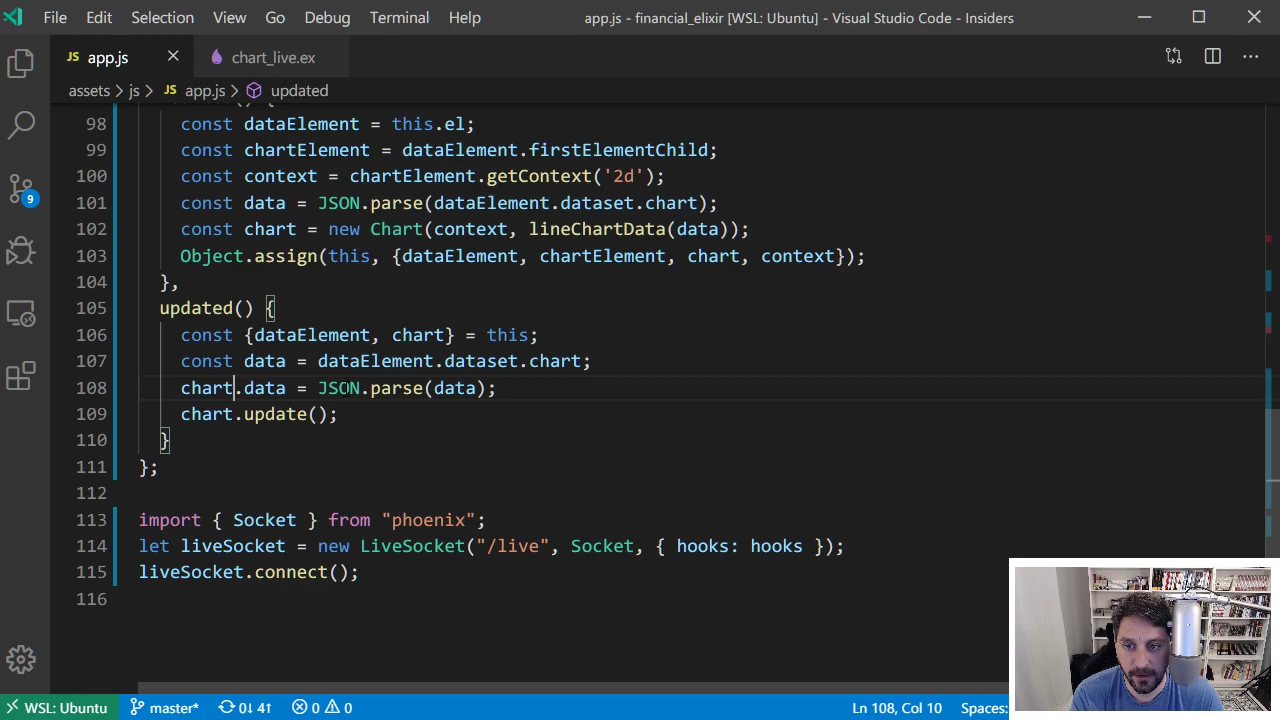 File Edit Selection View Go Debug Terminal Help app.js - financial_elixir [WSL: Ubuntu] - Visual Studio Code - Insiders
JS app.js chart_live.ex
assets > js > JS app.js > updated
98 const dataElement = this.el;
99 const chartElement = dataElement.firstElementChild;
100 const context = chartElement.getContext('2d');
101 const data = JSON.parse(dataElement.dataset.chart);
102 const chart = new Chart(context, lineChartData(data));
103 Object.assign(this, {dataElement, chartElement, chart, context});
104 },
105 updated() {
106 const {dataElement, chart} = this;
107 const data = dataElement.dataset.chart;
108 chart.data = JSON.parse(data);
109 chart.update();
110 }
111 };
112
113 import { Socket } from "phoenix";
114 let liveSocket = new LiveSocket("/live", Socket, { hooks: hooks });
115 liveSocket.connect();
116
9
WSL: Ubuntu master* 0↓ 4↑ 0 0 Ln 108, Col 10 Spaces: